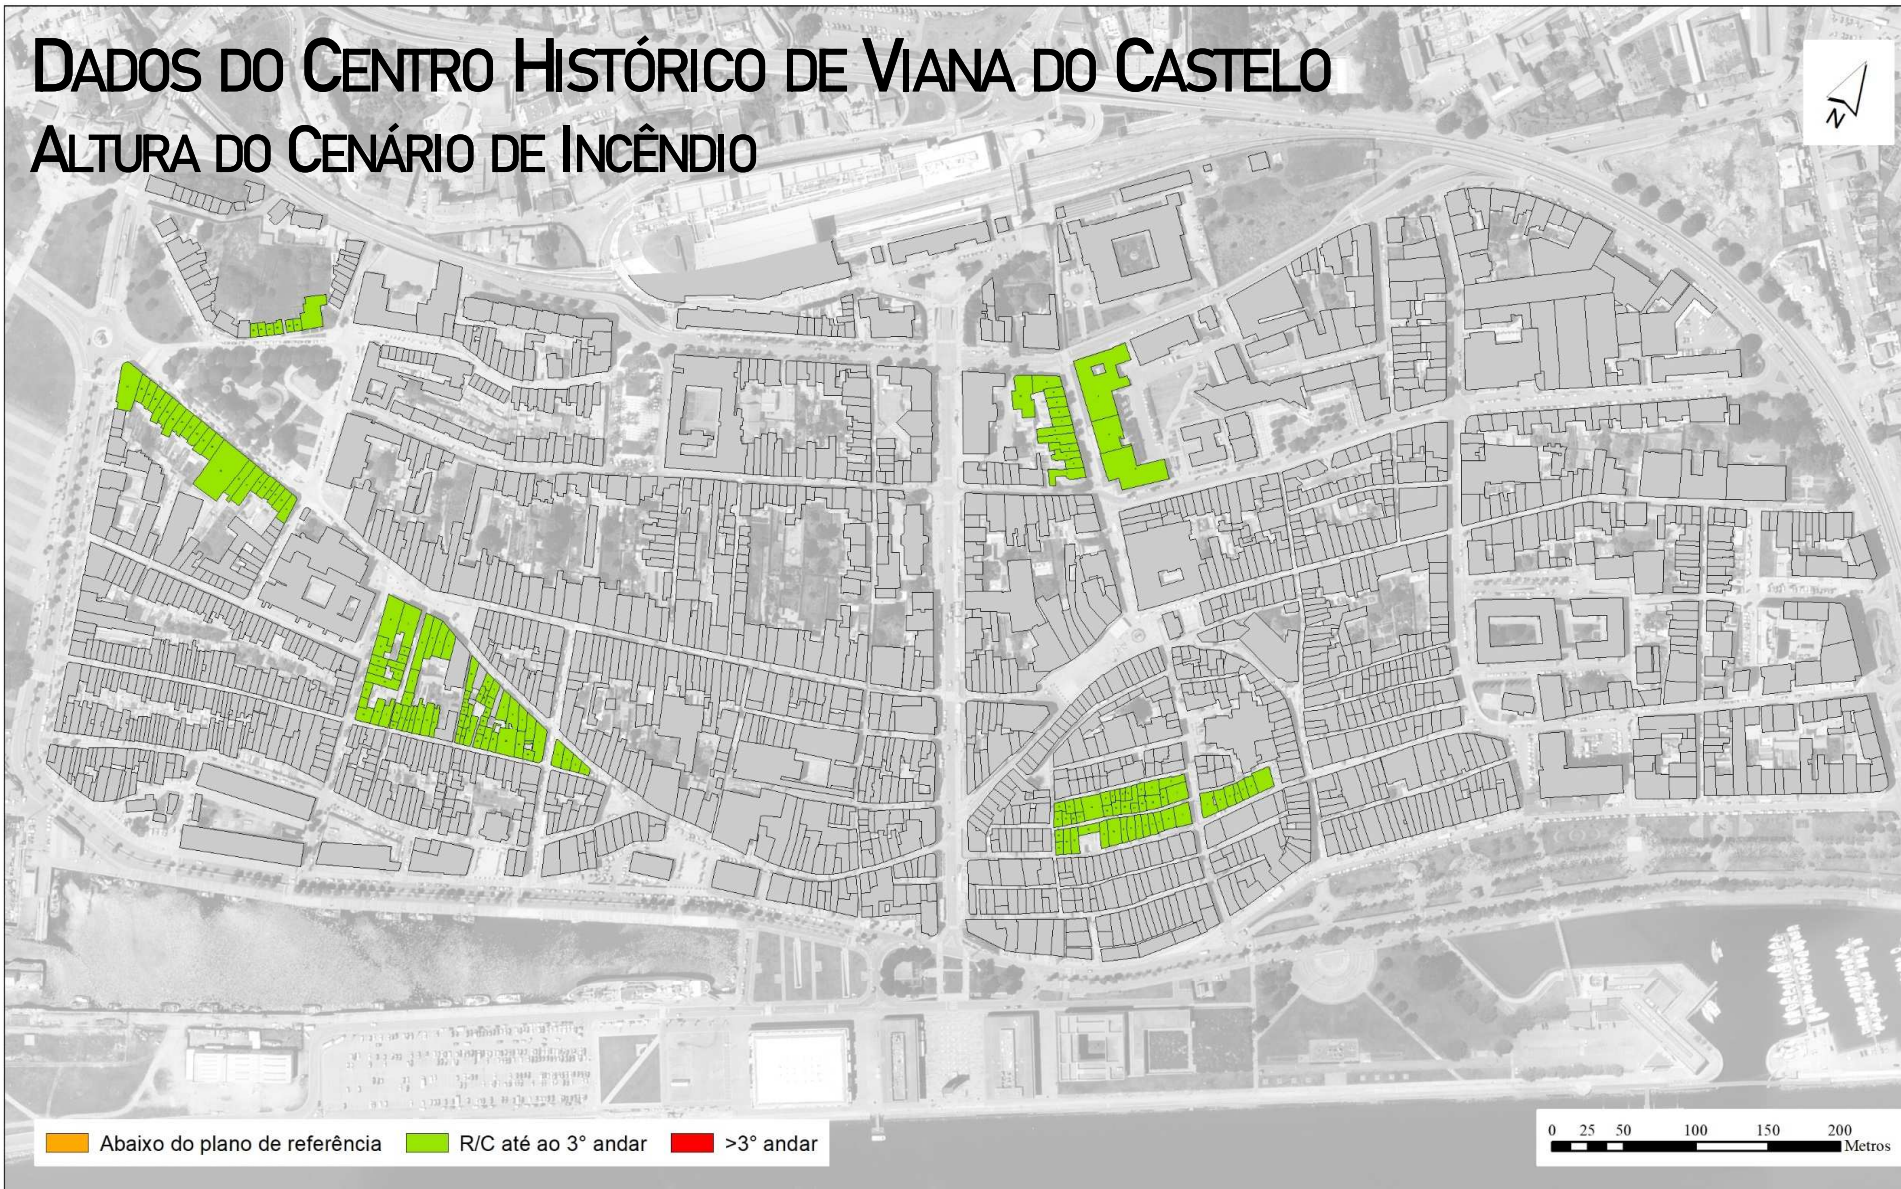 DADOS DO CENTRO HISTÓRICO DE VIANA DO CASTELO
ALTURA DO CENÁRIO DE INCÊNDIO
N
Abaixo do plano de referência R/C até ao 3° andar >3° andar
0 25 50 100 150 200
Metros